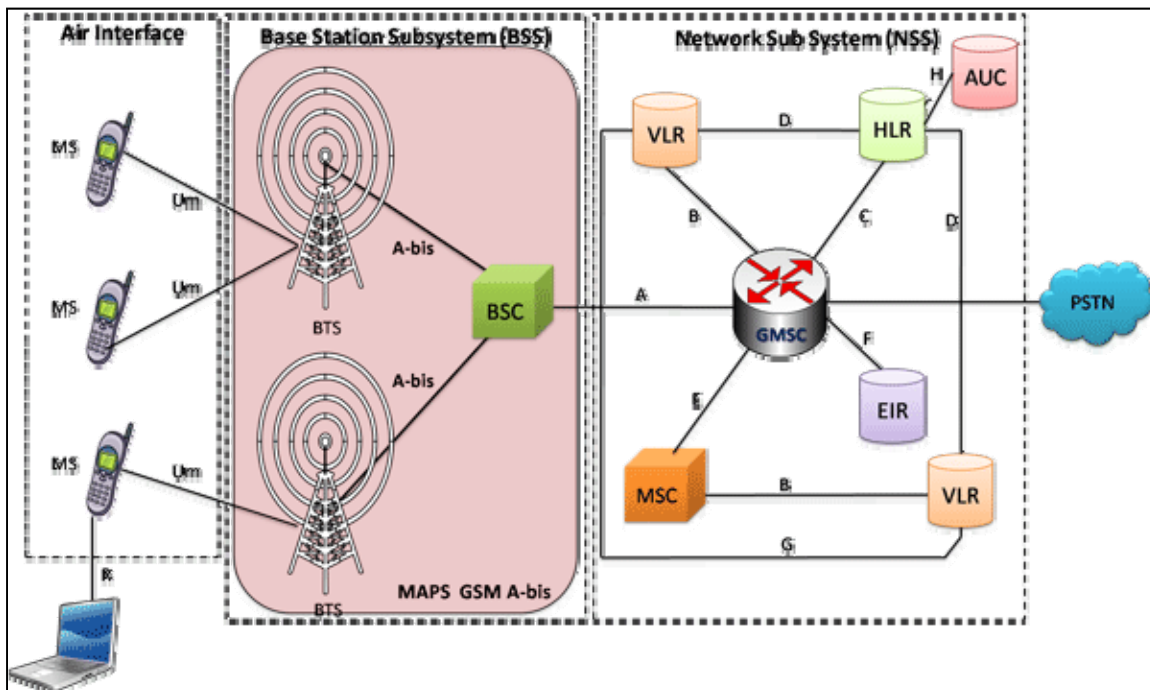 Air Interface
Base Station Subsystem (BSS)
Network Sub System (NSS)
AUC
H
MS
VLR
D
HLR
Um
B
C
D
A-bis
MS
Um
BTS
BSC
A
GMSC
PSTN
F
A-bis
E
EIR
MS
Um
MSC
B
VLR
G
R
BTS
MAPS GSM A-bis